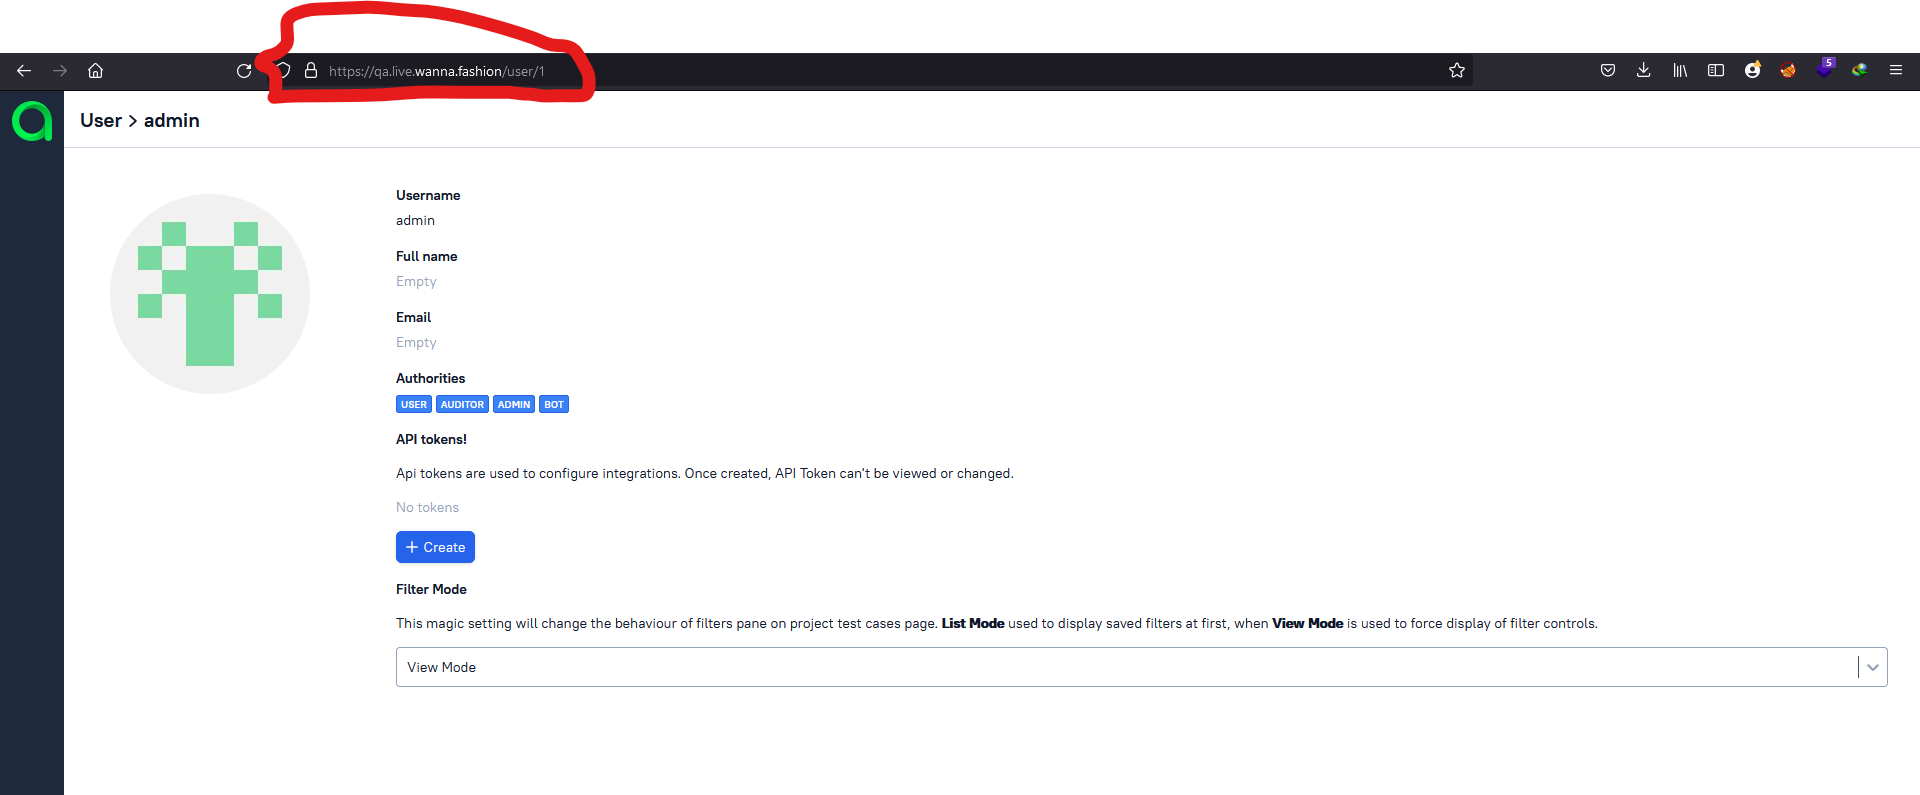 https://qa.live.wanna.fashion/user/1
5
User > admin
Username
admin
Full name
Empty
Email
Empty
Authorities
USER AUDITOR ADMIN BOT
API tokens!
Api tokens are used to configure integrations. Once created, API Token can't be viewed or changed.
No tokens
+ Create
Filter Mode
This magic setting will change the behaviour of filters pane on project test cases page. List Mode used to display saved filters at first, when View Mode is used to force display of filter controls.
View Mode